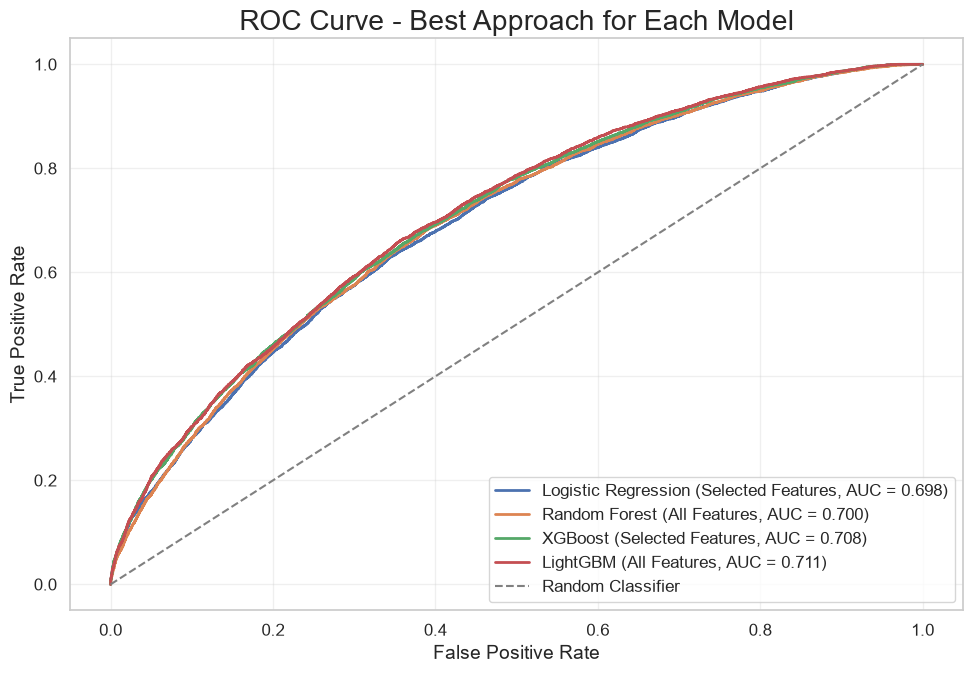 ROC Curve - Best Approach for Each Model
True Positive Rate
1.0
0.8
0.6
0.4
0.2
0.0
Logistic Regression (Selected Features, AUC = 0.698)
Random Forest (All Features, AUC = 0.700)
XGBoost (Selected Features, AUC = 0.708)
LightGBM (All Features, AUC = 0.711)
Random Classifier
0.0 0.2 0.4 0.6 0.8 1.0
False Positive Rate